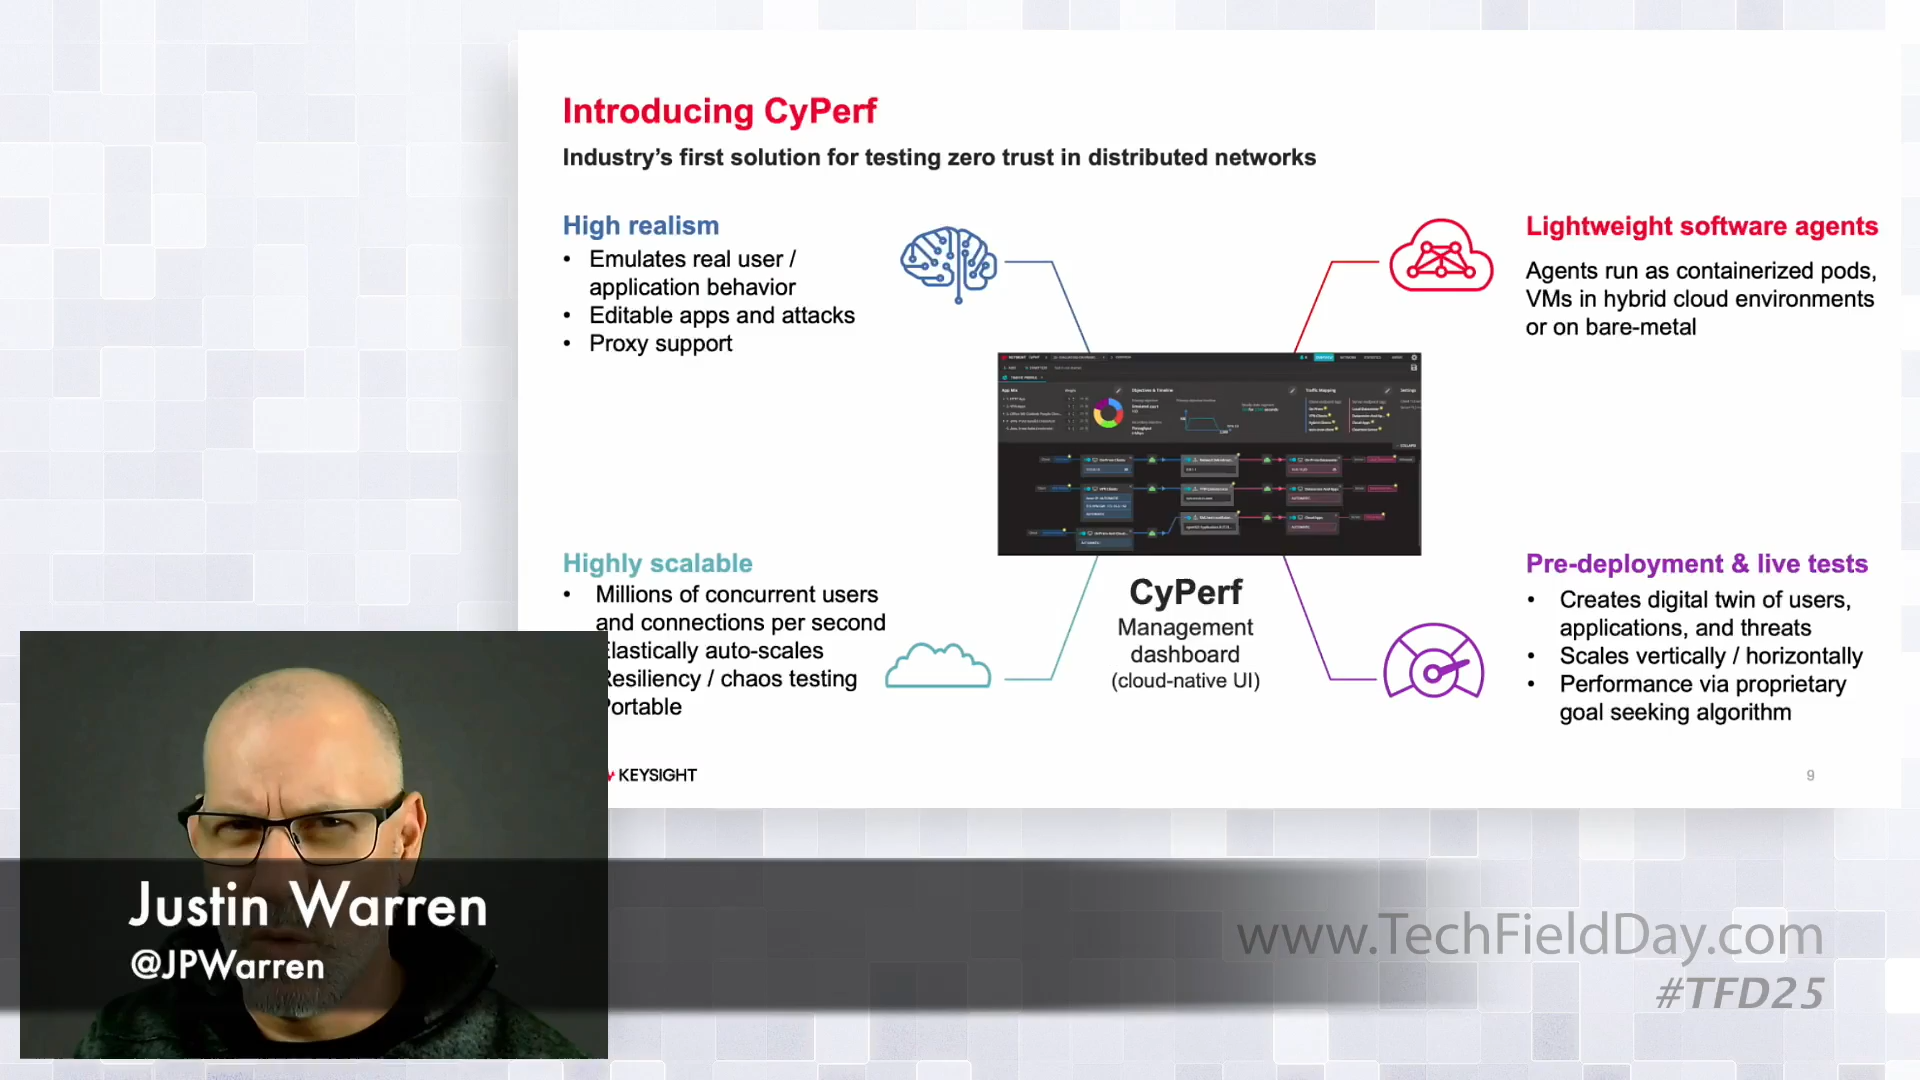 Introducing CyPerf
Industry's first solution for testing zero trust in distributed networks
High realism
• Emulates real user /
application behavior
• Editable apps and attacks
• Proxy support
Lightweight software agents
Agents run as containerized pods,
VMs in hybrid cloud environments
or on bare-metal
Highly scalable
• Millions of concurrent users
and connections per second
Elastically auto-scales
Resiliency / chaos testing
Portable
CyPerf
Management
dashboard
(cloud-native UI)
Pre-deployment & live tests
• Creates digital twin of users,
applications, and threats
• Scales vertically / horizontally
• Performance via proprietary
goal seeking algorithm
KEYSIGHT
9
Justin Warren
@JPWarren
www.TechFieldDay.com
#TFD25